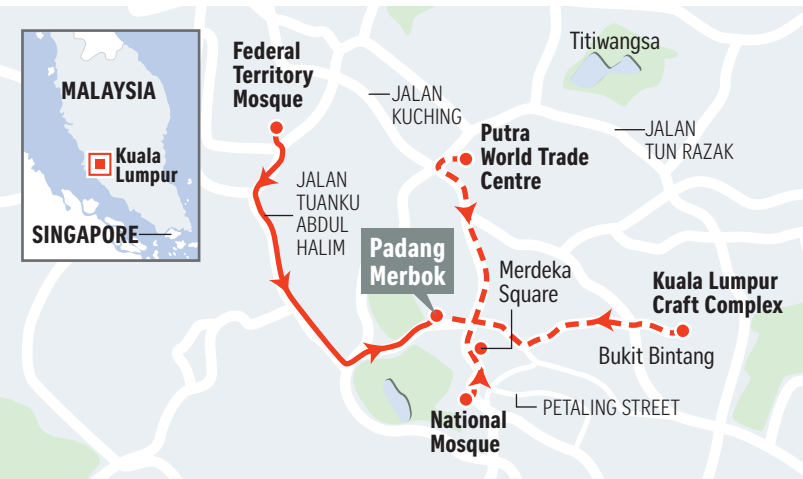 MALAYSIA
Kuala
Lumpur
SINGAPORE
Federal
Territory
Mosque
JALAN
KUCHING
Titiwangsa
JALAN
TUN RAZAK
Putra
World Trade
Centre
JALAN
TUANKU
ABDUL
HALIM
Padang
Merbok
Merdeka
Square
Kuala Lumpur
Craft Complex
Bukit Bintang
PETALING STREET
National
Mosque